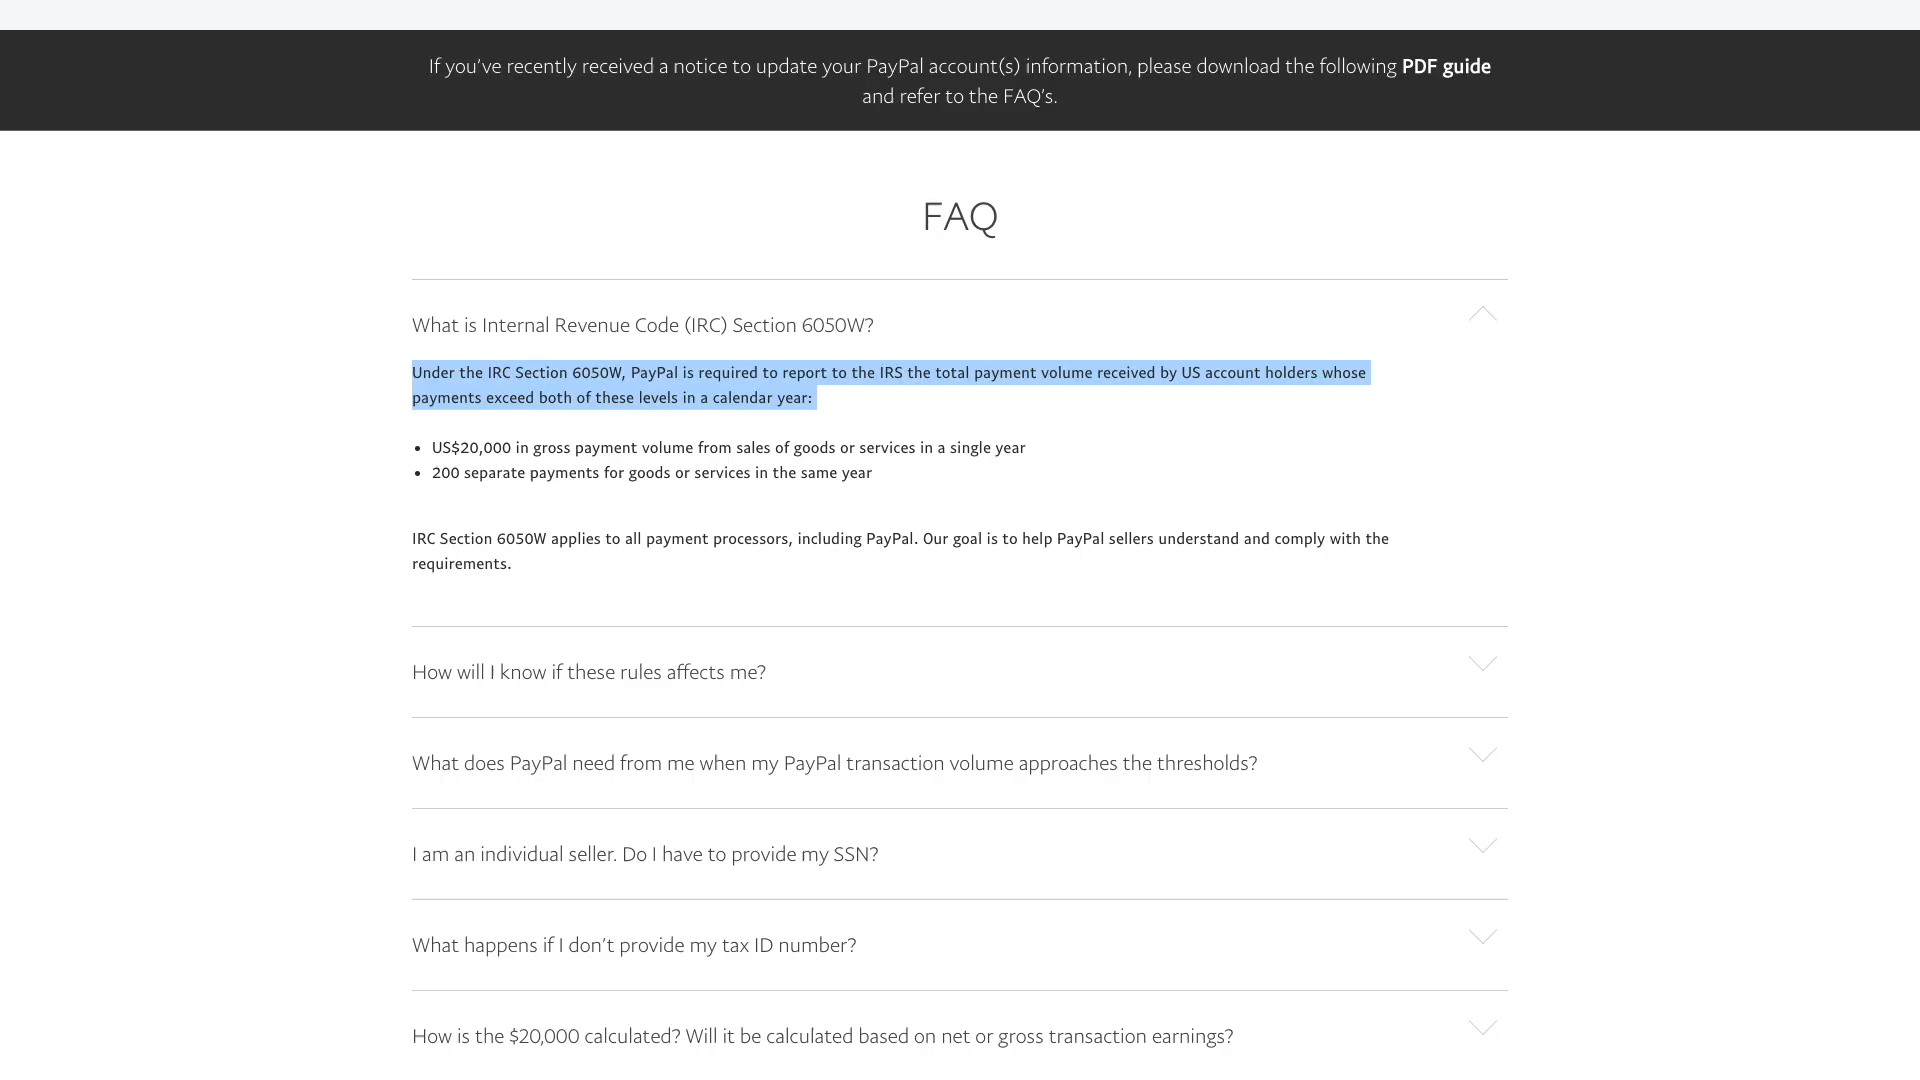 If you've recently received a notice to update your PayPal account(s) information, please download the following PDF guide
and refer to the FAQ's.
FAQ
What is Internal Revenue Code (IRC) Section 6050W?
Under the IRC Section 6050W, PayPal is required to report to the IRS the total payment volume received by US account holders whose
payments exceed both of these levels in a calendar year:
• US$20,000 in gross payment volume from sales of goods or services in a single year
• 200 separate payments for goods or services in the same year
IRC Section 6050W applies to all payment processors, including PayPal. Our goal is to help PayPal sellers understand and comply with the
requirements.
How will I know if these rules affects me?
What does PayPal need from me when my PayPal transaction volume approaches the thresholds?
I am an individual seller. Do I have to provide my SSN?
What happens if I don't provide my tax ID number?
How is the $20,000 calculated? Will it be calculated based on net or gross transaction earnings?